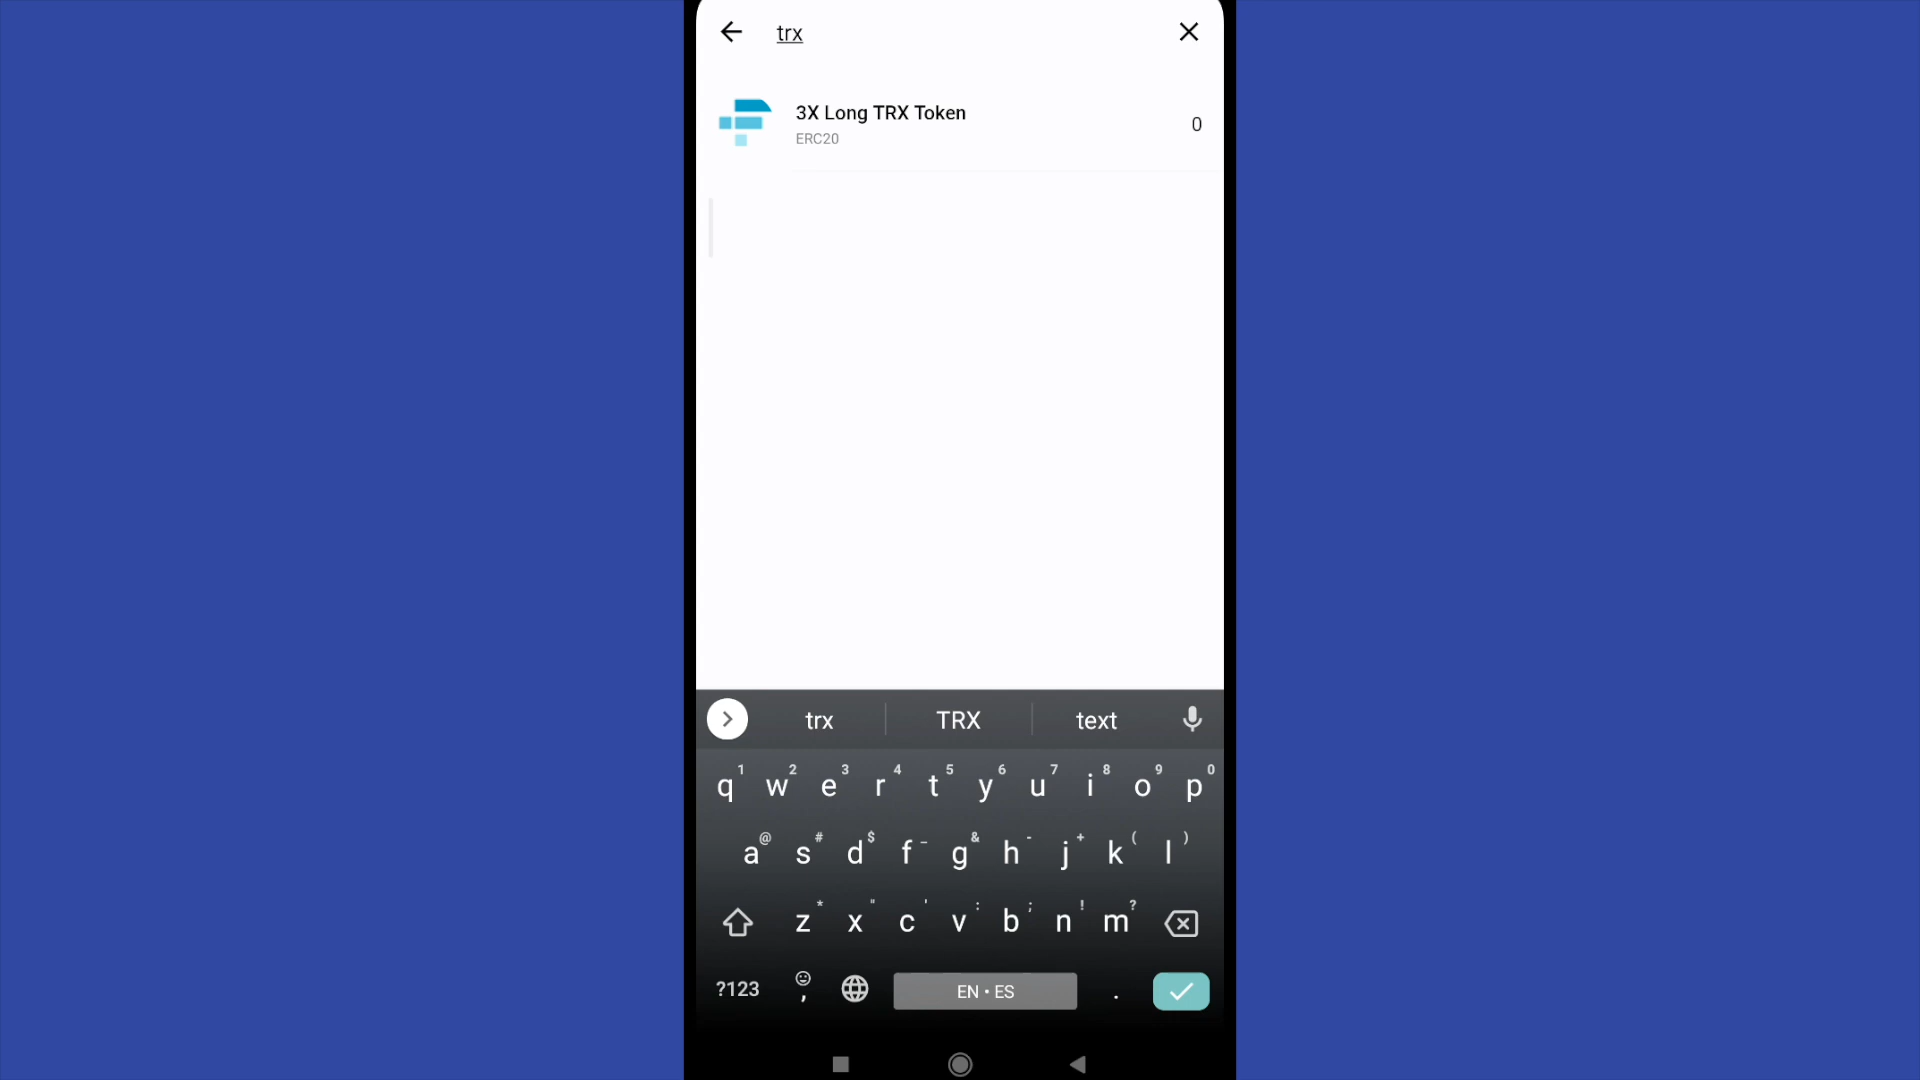 trx
3X Long TRX Token
0
ERC20
trx TRX text
1 2 3 4 5 6 7 8 9 0
q w e r t y u i o p
@ # $ _ & - + ( )
a s d f g h j k l
* " ' : ; ! ?
z x c v b n m
?123 , EN • ES .